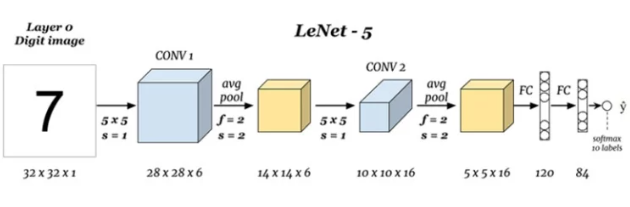 Layer 0
Digit image
LeNet - 5
7
32 x 32 x 1
5 x 5
s = 1
CONV 1
28 x 28 x 6
avg
pool
f = 2
s = 2
14 x 14 x 6
5 x 5
s = 1
CONV 2
10 x 10 x 16
avg
pool
f = 2
s = 2
5 x 5 x 16
FC
120
FC
84
ŷ
softmax
10 labels